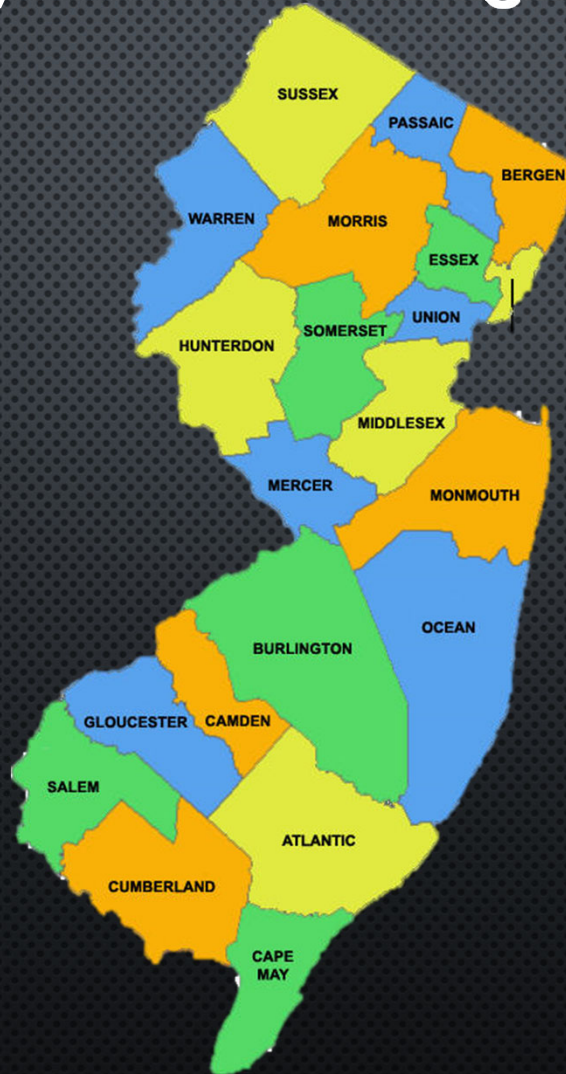 SUSSEX
PASSAIC
BERGEN
WARREN
MORRIS
ESSEX
UNION
SOMERSET
HUNTERDON
MIDDLESEX
MERCER
MONMOUTH
OCEAN
BURLINGTON
GLOUCESTER
CAMDEN
SALEM
ATLANTIC
CUMBERLAND
CAPE
MAY